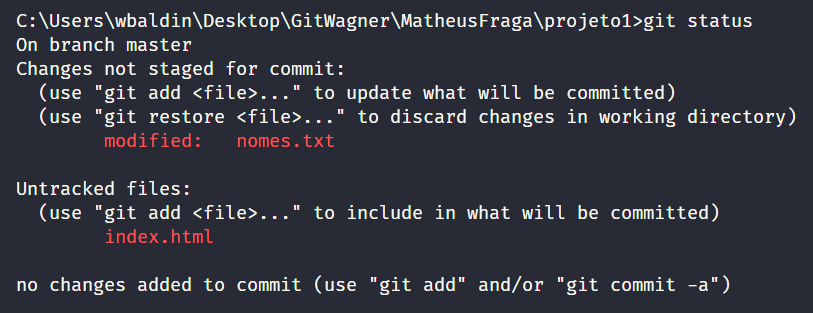 C:\Users\wbaldin\Desktop\GitWagner\MatheusFraga\projeto1>git status
On branch master
Changes not staged for commit:
  (use "git add <file>..." to update what will be committed)
  (use "git restore <file>..." to discard changes in working directory)
        modified:   nomes.txt

Untracked files:
  (use "git add <file>..." to include in what will be committed)
        index.html

no changes added to commit (use "git add" and/or "git commit -a")